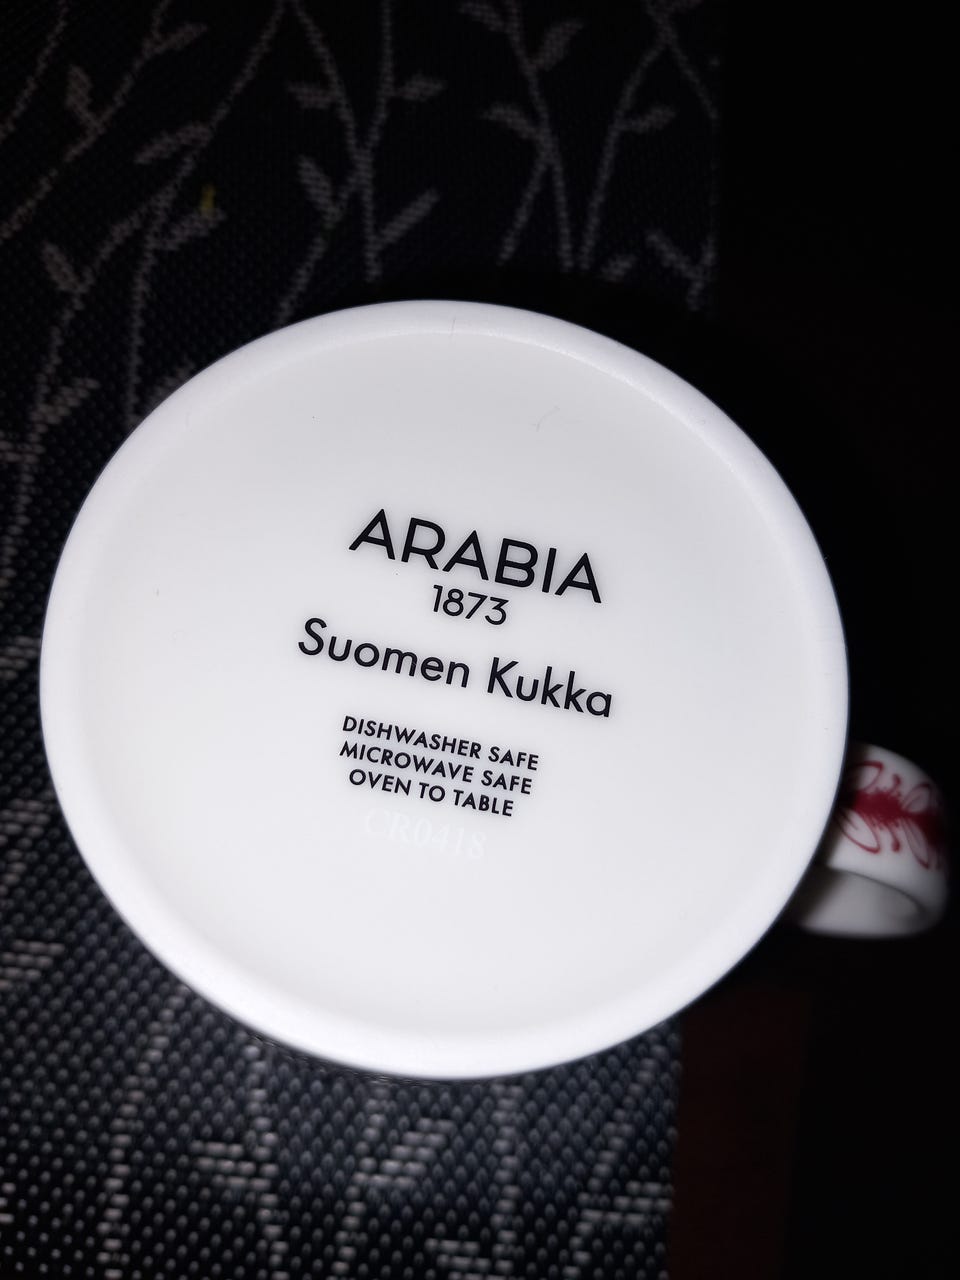 ARABIA
1873
Suomen Kukka
DISHWASHER SAFE
MICROWAVE SAFE
OVEN TO TABLE
CR0418